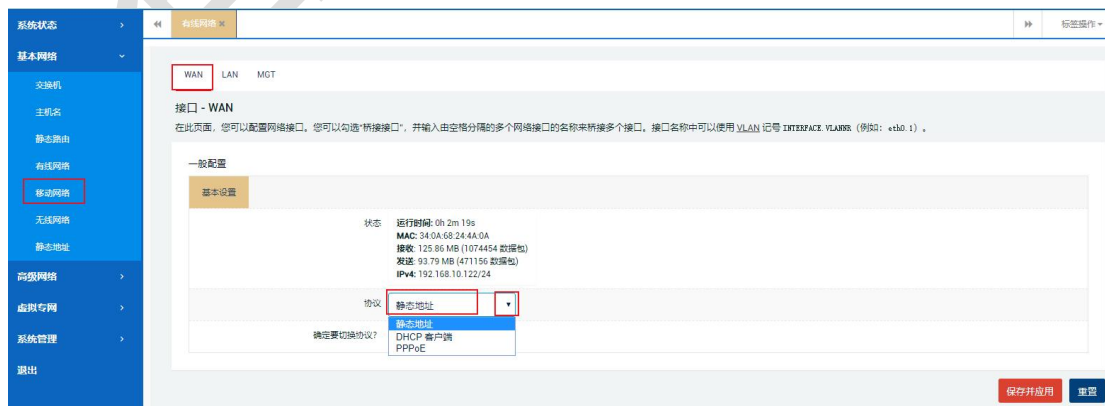 系统状态
基本网络
交换机
主机名
静态路由
有线网络
移动网络
无线网络
静态地址
高级网络
虚拟专网
系统管理
退出
有线网络
标签操作
WAN LAN MGT
接口 - WAN
在此页面，您可以配置网络接口。您可以勾选“桥接接口”，并输入由空格分隔的多个网络接口的名称来桥接多个接口。接口名称中可以使用 VLAN 记号 INTERFACE.VLANNR（例如：eth0.1）。
一般配置
基本设置
状态 运行时间: 0h 2m 19s
MAC: 34:0A:68:24:4A:0A
接收: 125.86 MB (1074454 数据包)
发送: 93.79 MB (471156 数据包)
IPv4: 192.168.10.122/24
协议 静态地址
静态地址
确定要切换协议? DHCP 客户端
PPPoE
保存并应用 重置